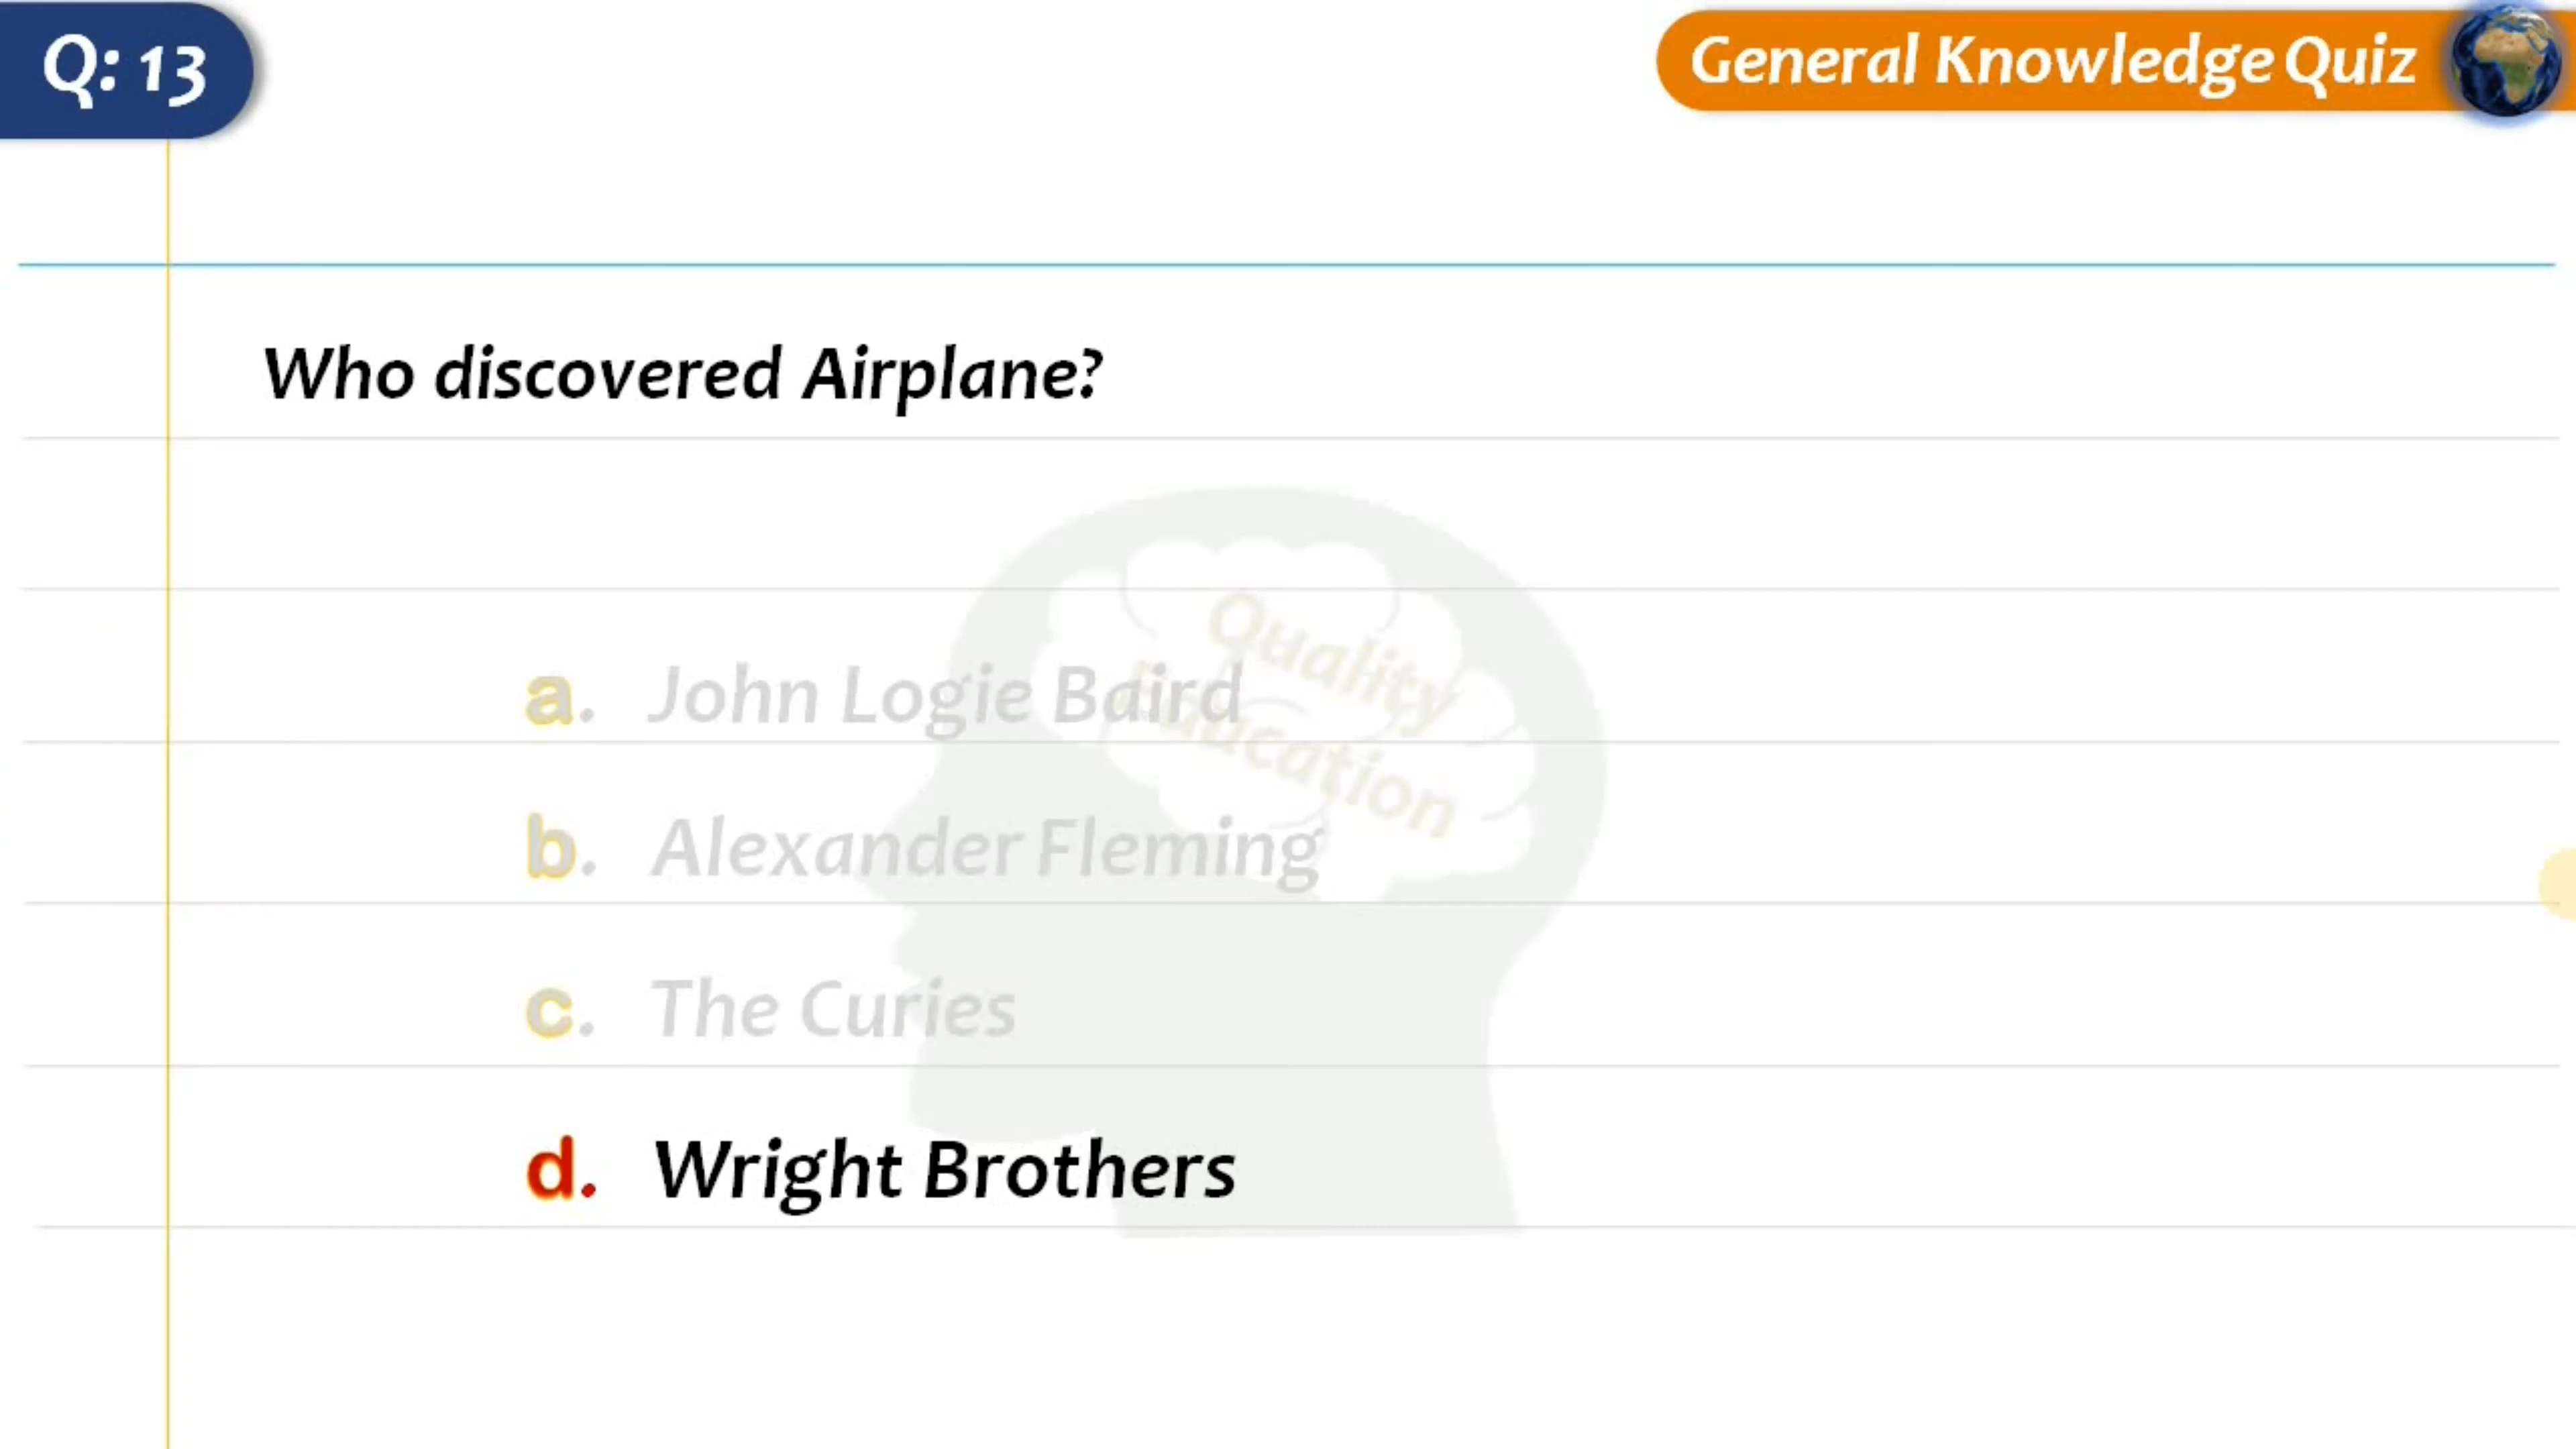 Q: 13
General Knowledge Quiz
Who discovered Airplane?
Quality
Education
a. John Logie Baird
b. Alexander Fleming
c. The Curies
d. Wright Brothers